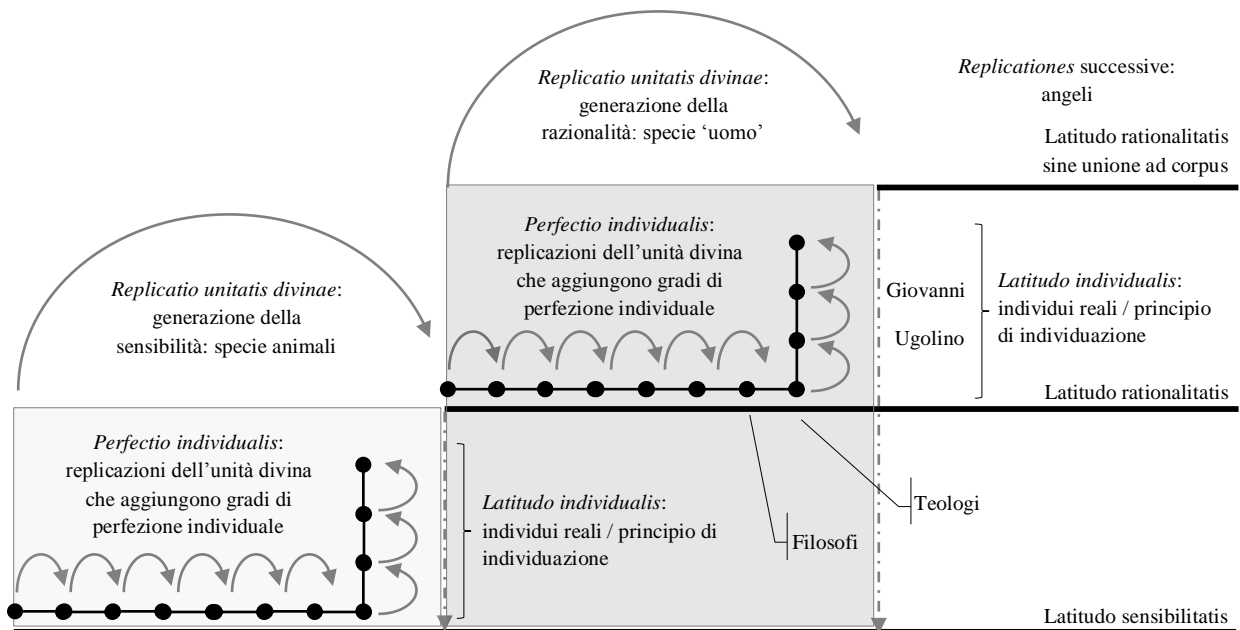 Replicatio unitatis divinae:
generazione della
razionalità: specie ‘uomo’
Replicationes successive:
angeli
Latitudo rationalitatis
sine unione ad corpus
Perfectio individualis:
replicazioni dell’unità divina
che aggiungono gradi di
perfezione individuale
Giovanni
Ugolino
Latitudo individualis:
individui reali / principio
di individuazione
Latitudo rationalitatis
Replicatio unitatis divinae:
generazione della
sensibilità: specie animali
Perfectio individualis:
replicazioni dell’unità divina
che aggiungono gradi di
perfezione individuale
Latitudo individualis:
individui reali / principio di
individuazione
Filosofi
Teologi
Latitudo sensibilitatis